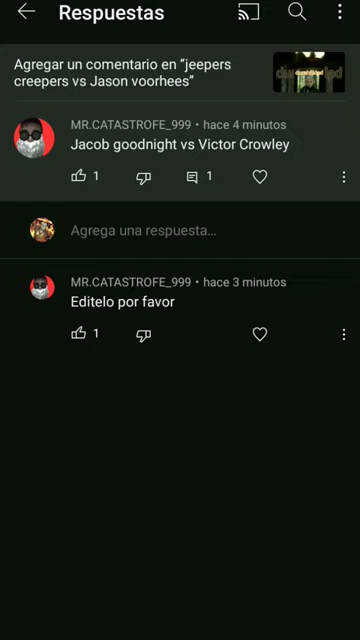 Respuestas
Agregar un comentario en "jeepers
creepers vs Jason voorhees"
MR.CATASTROFE_999 • hace 4 minutos
Jacob goodnight vs Victor Crowley
1
1
Agrega una respuesta...
MR.CATASTROFE_999 • hace 3 minutos
Editelo por favor
1